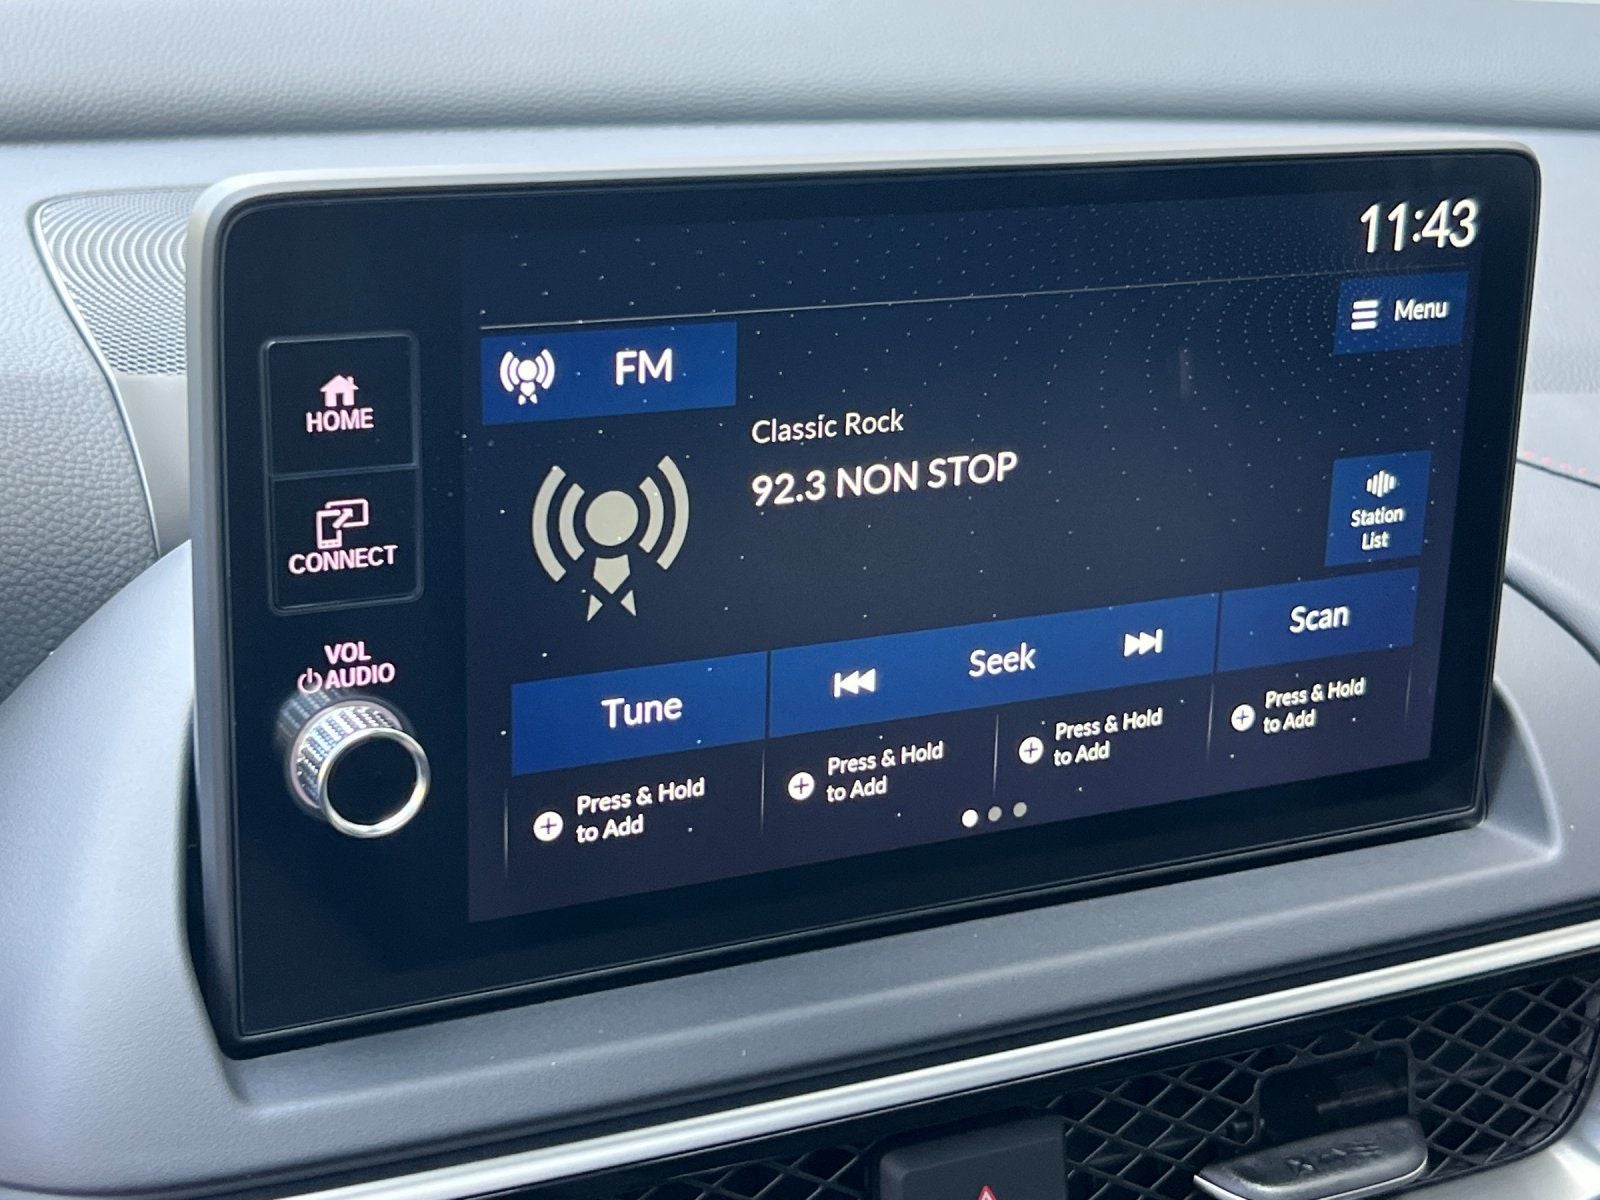 11:43
Menu
FM
Classic Rock
92.3 NON STOP
HOME
CONNECT
Station
List
VOL
AUDIO
Tune
Seek
Scan
Press & Hold
to Add
Press & Hold
to Add
Press & Hold
to Add
Press & Hold
to Add